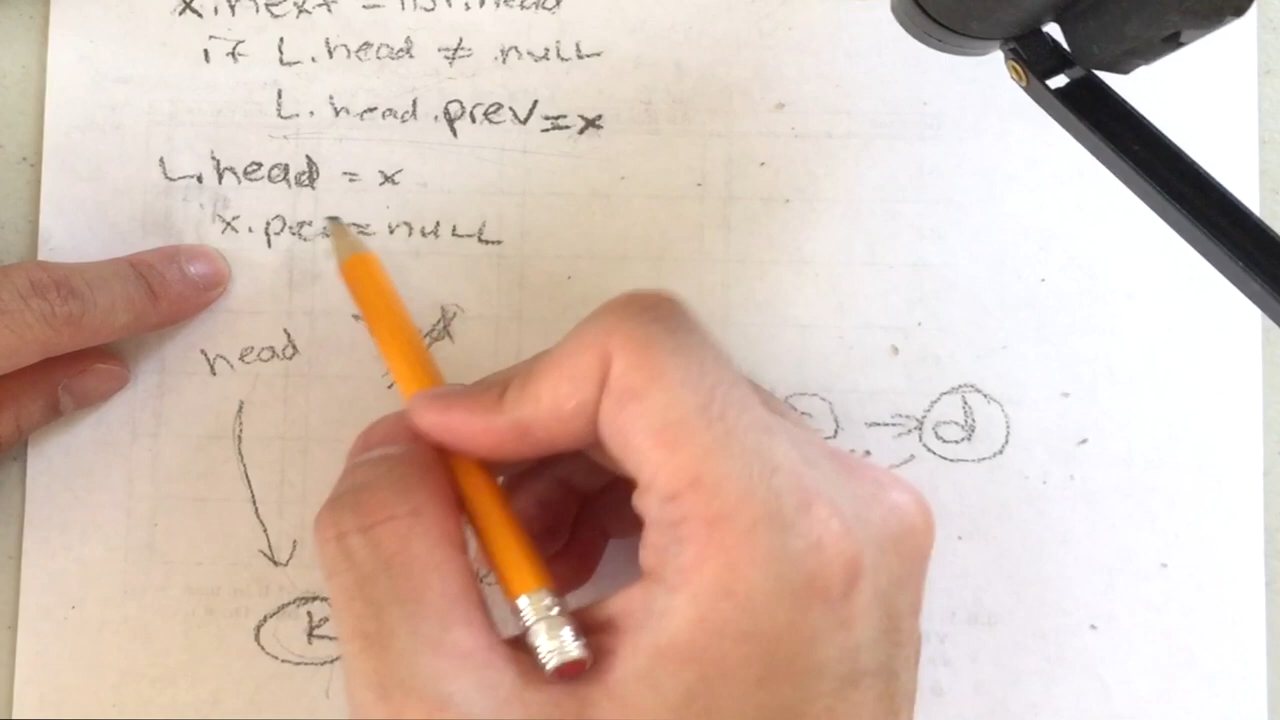 x.next = list.head
if L.head ≠ null
L.head.prev = x
L.head = x
x.prev = null
head
d
k